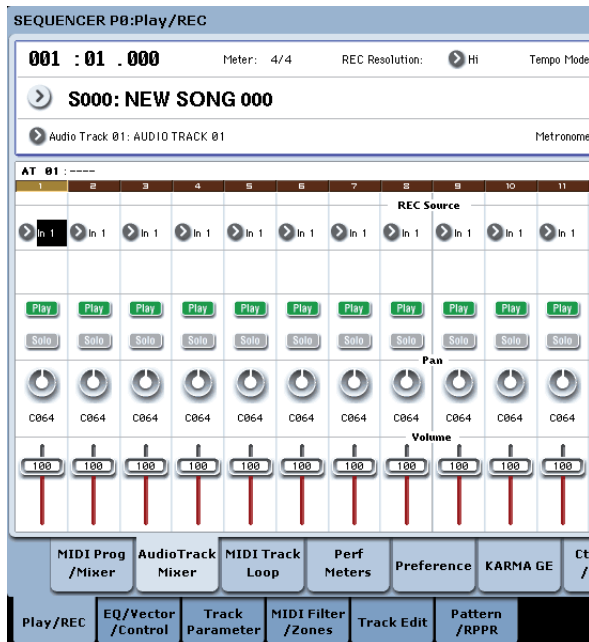 SEQUENCER P0:Play/REC
001 : 01 . 000 Meter: 4/4 REC Resolution: Hi Tempo Mode
S000: NEW SONG 000
Audio Track 01: AUDIO TRACK 01 Metronome
AT 01 : ----
1 2 3 4 5 6 7 8 9 10 11
REC Source
In 1 In 1 In 1 In 1 In 1 In 1 In 1 In 1 In 1 In 1 In 1
Play Play Play Play Play Play Play Play Play Play Play
Solo Solo Solo Solo Solo Solo Solo Solo Solo Solo Solo
Pan
C064 C064 C064 C064 C064 C064 C064 C064 C064 C064 C064
Volume
100 100 100 100 100 100 100 100 100 100 100
MIDI Prog AudioTrack MIDI Track Perf Preference KARMA GE Ct
/Mixer Mixer Loop Meters /
Play/REC EQ/Vector Track MIDI Filter Track Edit Pattern
/Control Parameter /Zones /RPPR